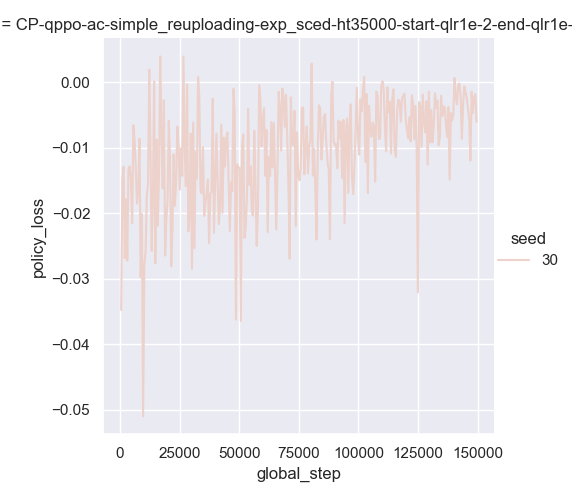 = CP-qppo-ac-simple_reuploading-exp_sced-ht35000-start-qlr1e-2-end-qlr1e-
0.00
−0.01
−0.02
−0.03
−0.04
−0.05
policy_loss
0 25000 50000 75000 100000 125000 150000
global_step
seed
30